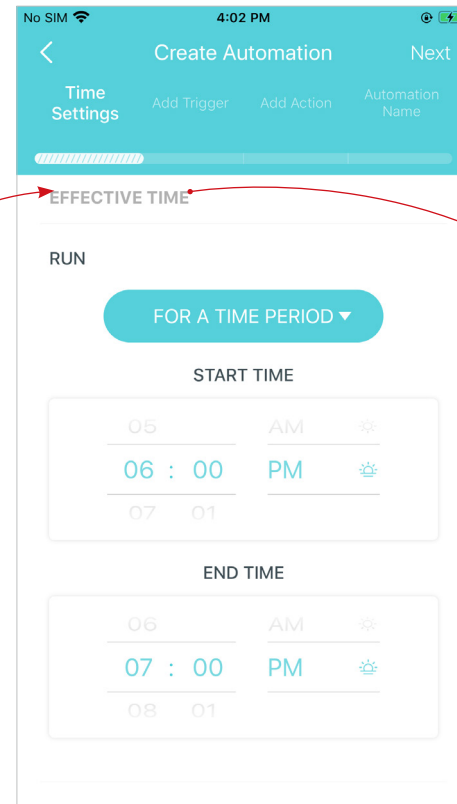 No SIM 4:02 PM
Create Automation Next
Time Settings Add Trigger Add Action Automation Name
EFFECTIVE TIME
RUN
FOR A TIME PERIOD
START TIME
05 AM
06 : 00 PM
07 01
END TIME
06 AM
07 : 00 PM
08 01